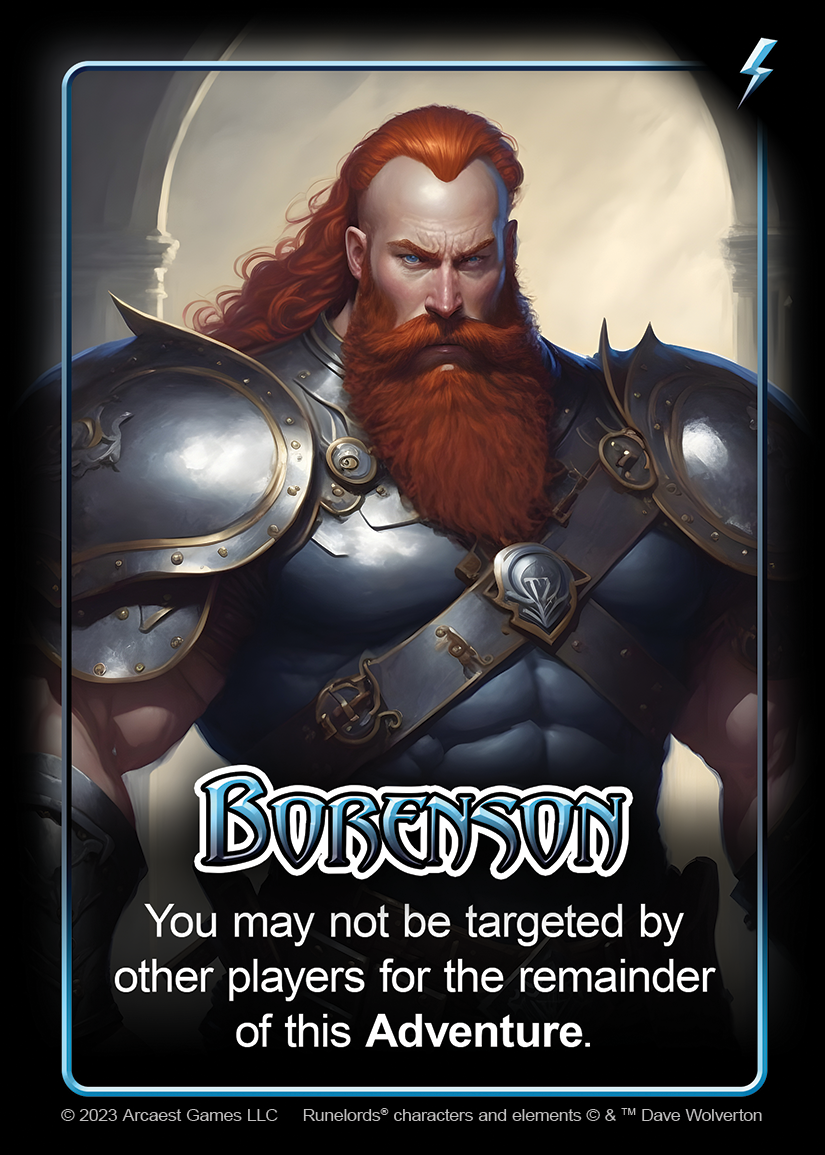 Borenson
You may not be targeted by
other players for the remainder
of this Adventure.
© 2023 Arcaest Games LLC Runelords® characters and elements © & ™ Dave Wolverton